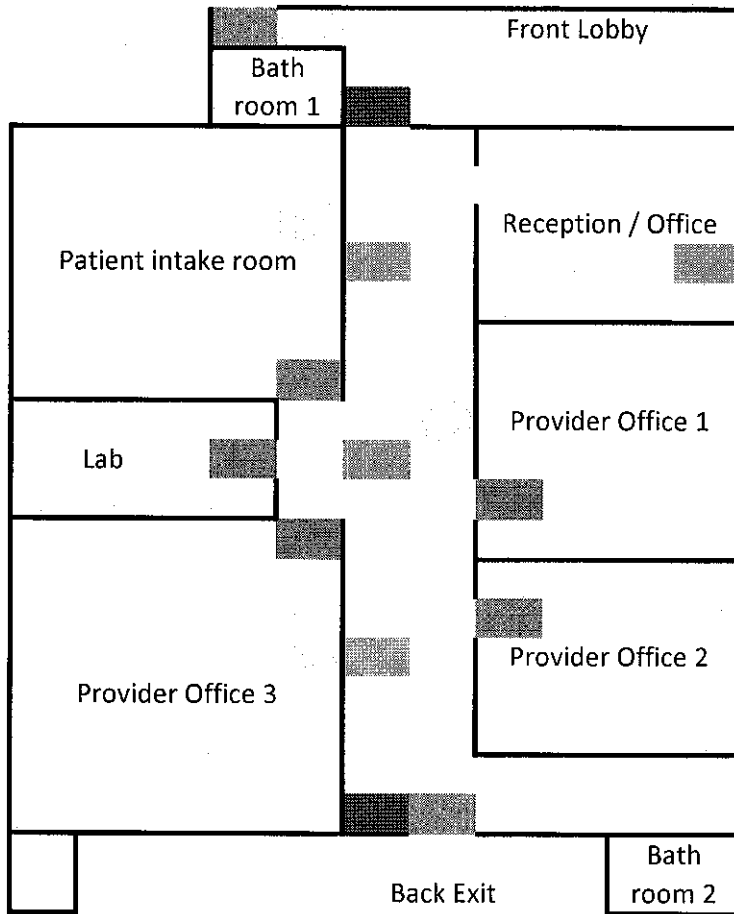 Front Lobby
Bath
room 1
Reception / Office
Patient intake room
Provider Office 1
Lab
Provider Office 2
Provider Office 3
Bath
room 2
Back Exit